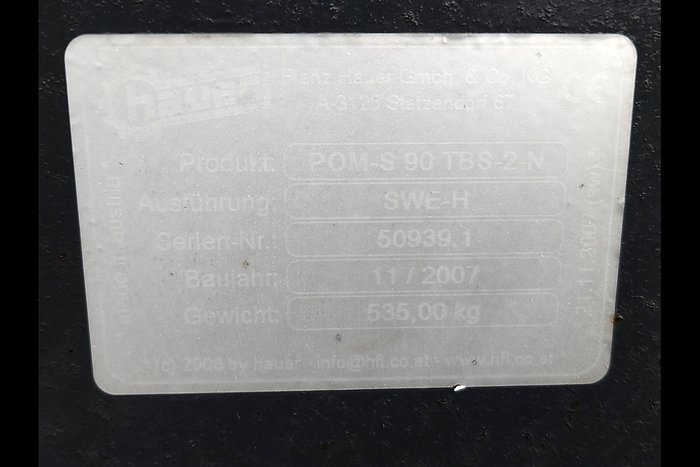 hauer
Franz Hauer GmbH. & Co. KG
A-3125 Statzendorf 67
Produkt: POM-S 90 TBS-2-N
Ausführung: SWE-H
Serien-Nr.: 50939.1
Baujahr: 11 / 2007
Gewicht: 535,00 kg
(c) 2006 by hauer - info@hfl.co.at - www.hfl.co.at
made in austria
CE